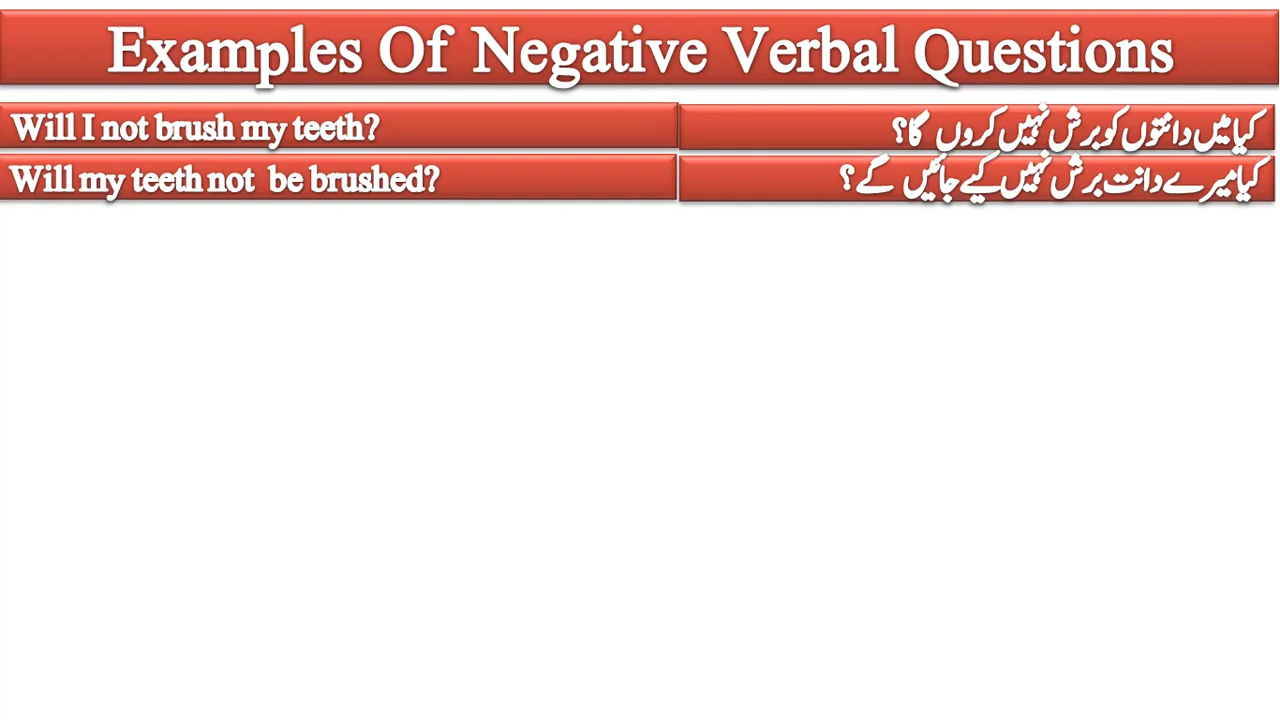 Examples Of Negative Verbal Questions
Will I not brush my teeth?
کیا میں دانتوں کو برش نہیں کروں گا؟
Will my teeth not be brushed?
کیا میرے دانت برش نہیں کیے جائیں گے؟